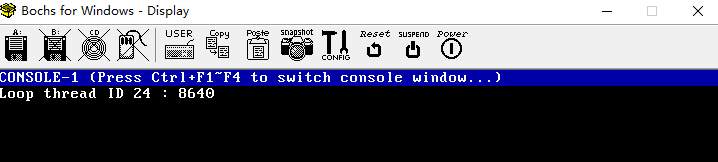 Bochs for Windows - Display
A: B: CD USER Copy Paste snapshot CONFIG Reset SUSPEND Power
CONSOLE-1 (Press Ctrl+F1~F4 to switch console window...)
Loop thread ID 24 : 8640